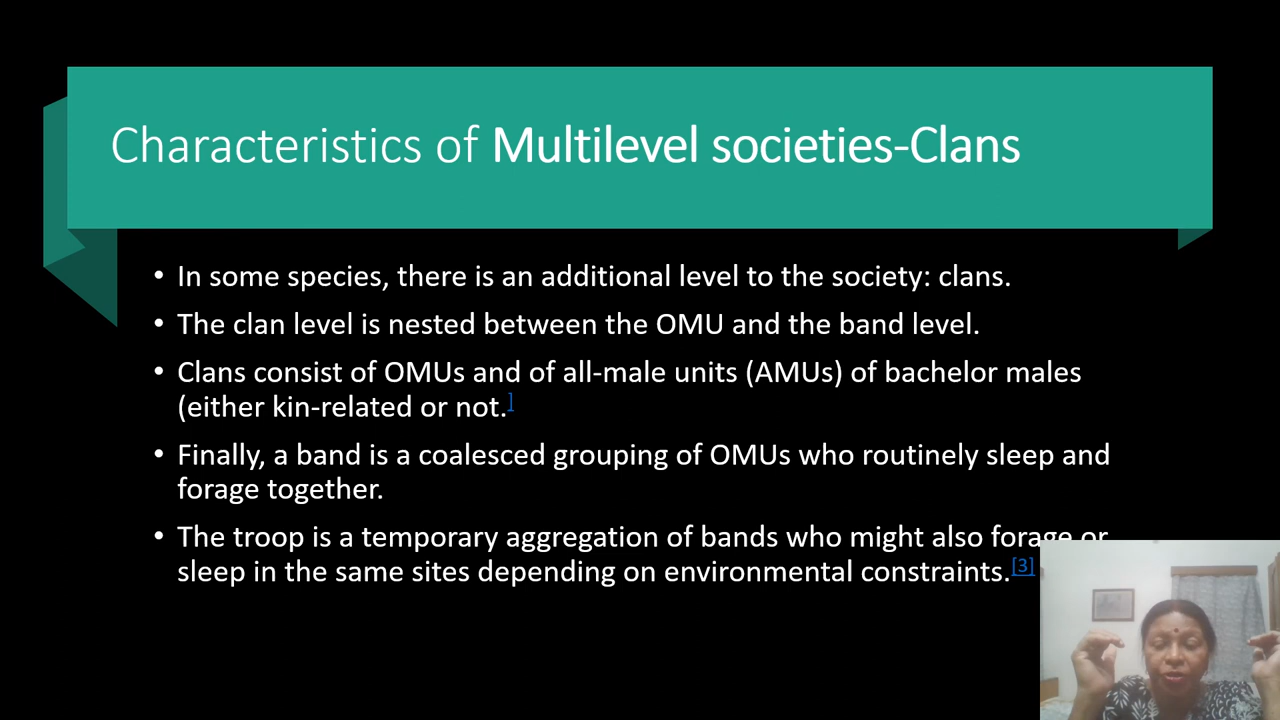 Characteristics of Multilevel societies-Clans
• In some species, there is an additional level to the society: clans.
• The clan level is nested between the OMU and the band level.
• Clans consist of OMUs and of all-male units (AMUs) of bachelor males
(either kin-related or not.]
• Finally, a band is a coalesced grouping of OMUs who routinely sleep and
forage together.
• The troop is a temporary aggregation of bands who might also forage or
sleep in the same sites depending on environmental constraints.[3]